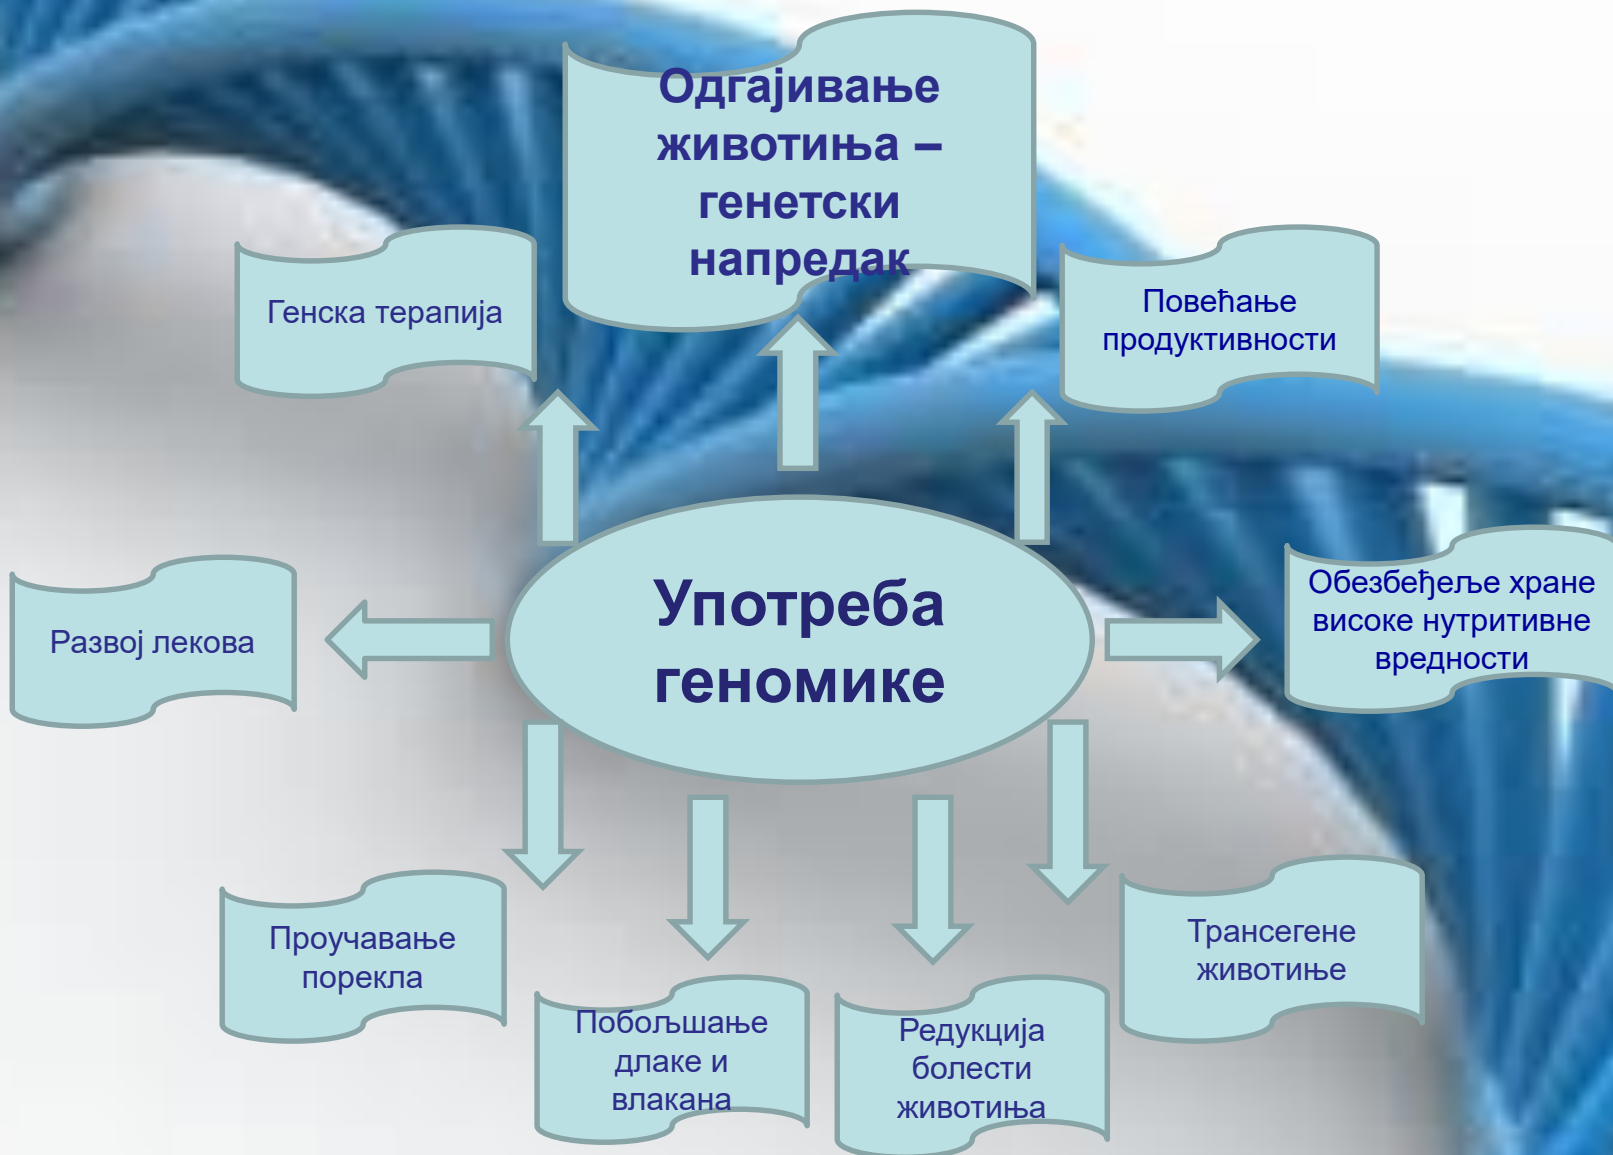 Одгајивање
животиња –
генетски
напредак
Генска терапија
Повећање
продуктивности
Употреба
геномике
Развој лекова
Обезбеђеље хране
високе нутритивне
вредности
Проучавање
порекла
Побољшање
длаке и
влакана
Редукција
болести
животиња
Трансегене
животиње